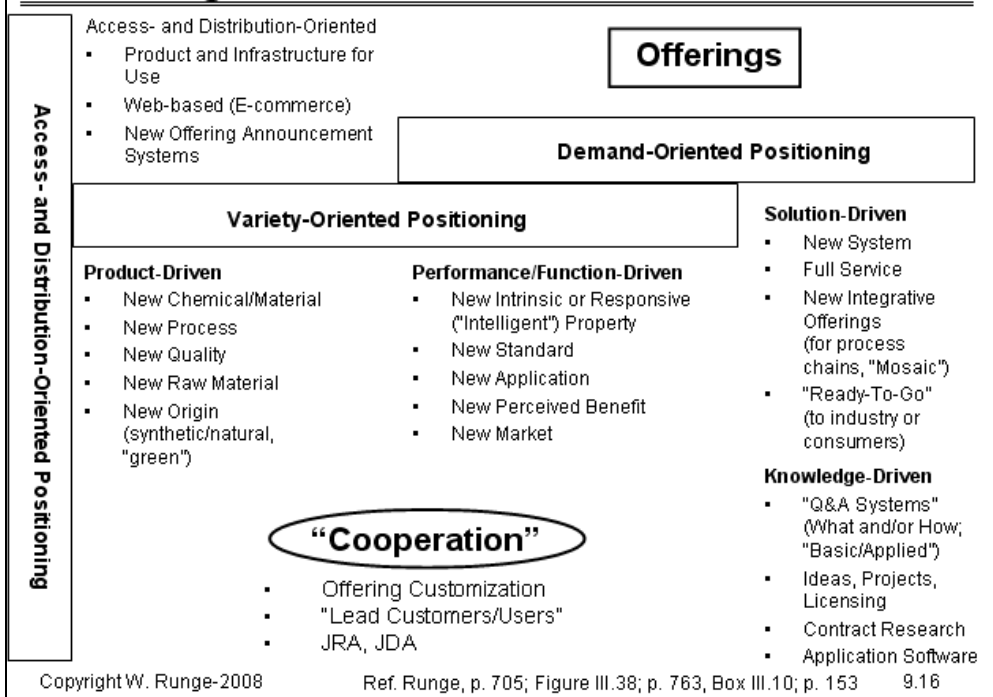 Access- and Distribution-Oriented
▪ Product and Infrastructure for
Use
▪ Web-based (E-commerce)
▪ New Offering Announcement
Systems
Offerings
Access- and Distribution-Oriented Positioning
Demand-Oriented Positioning
Variety-Oriented Positioning
Product-Driven
▪ New Chemical/Material
▪ New Process
▪ New Quality
▪ New Raw Material
▪ New Origin
(synthetic/natural,
"green")
Performance/Function-Driven
▪ New Intrinsic or Responsive
("Intelligent") Property
▪ New Standard
▪ New Application
▪ New Perceived Benefit
▪ New Market
Solution-Driven
▪ New System
▪ Full Service
▪ New Integrative
Offerings
(for process
chains, "Mosaic")
▪ "Ready-To-Go"
(to industry or
consumers)
Knowledge-Driven
▪ "Q&A Systems"
(What and/or How;
"Basic/Applied")
▪ Ideas, Projects,
Licensing
▪ Contract Research
▪ Application Software
“Cooperation”
▪ Offering Customization
▪ "Lead Customers/Users"
▪ JRA, JDA
Copyright W. Runge-2008
Ref. Runge, p. 705; Figure III.38; p. 763, Box III.10; p. 153
9.16